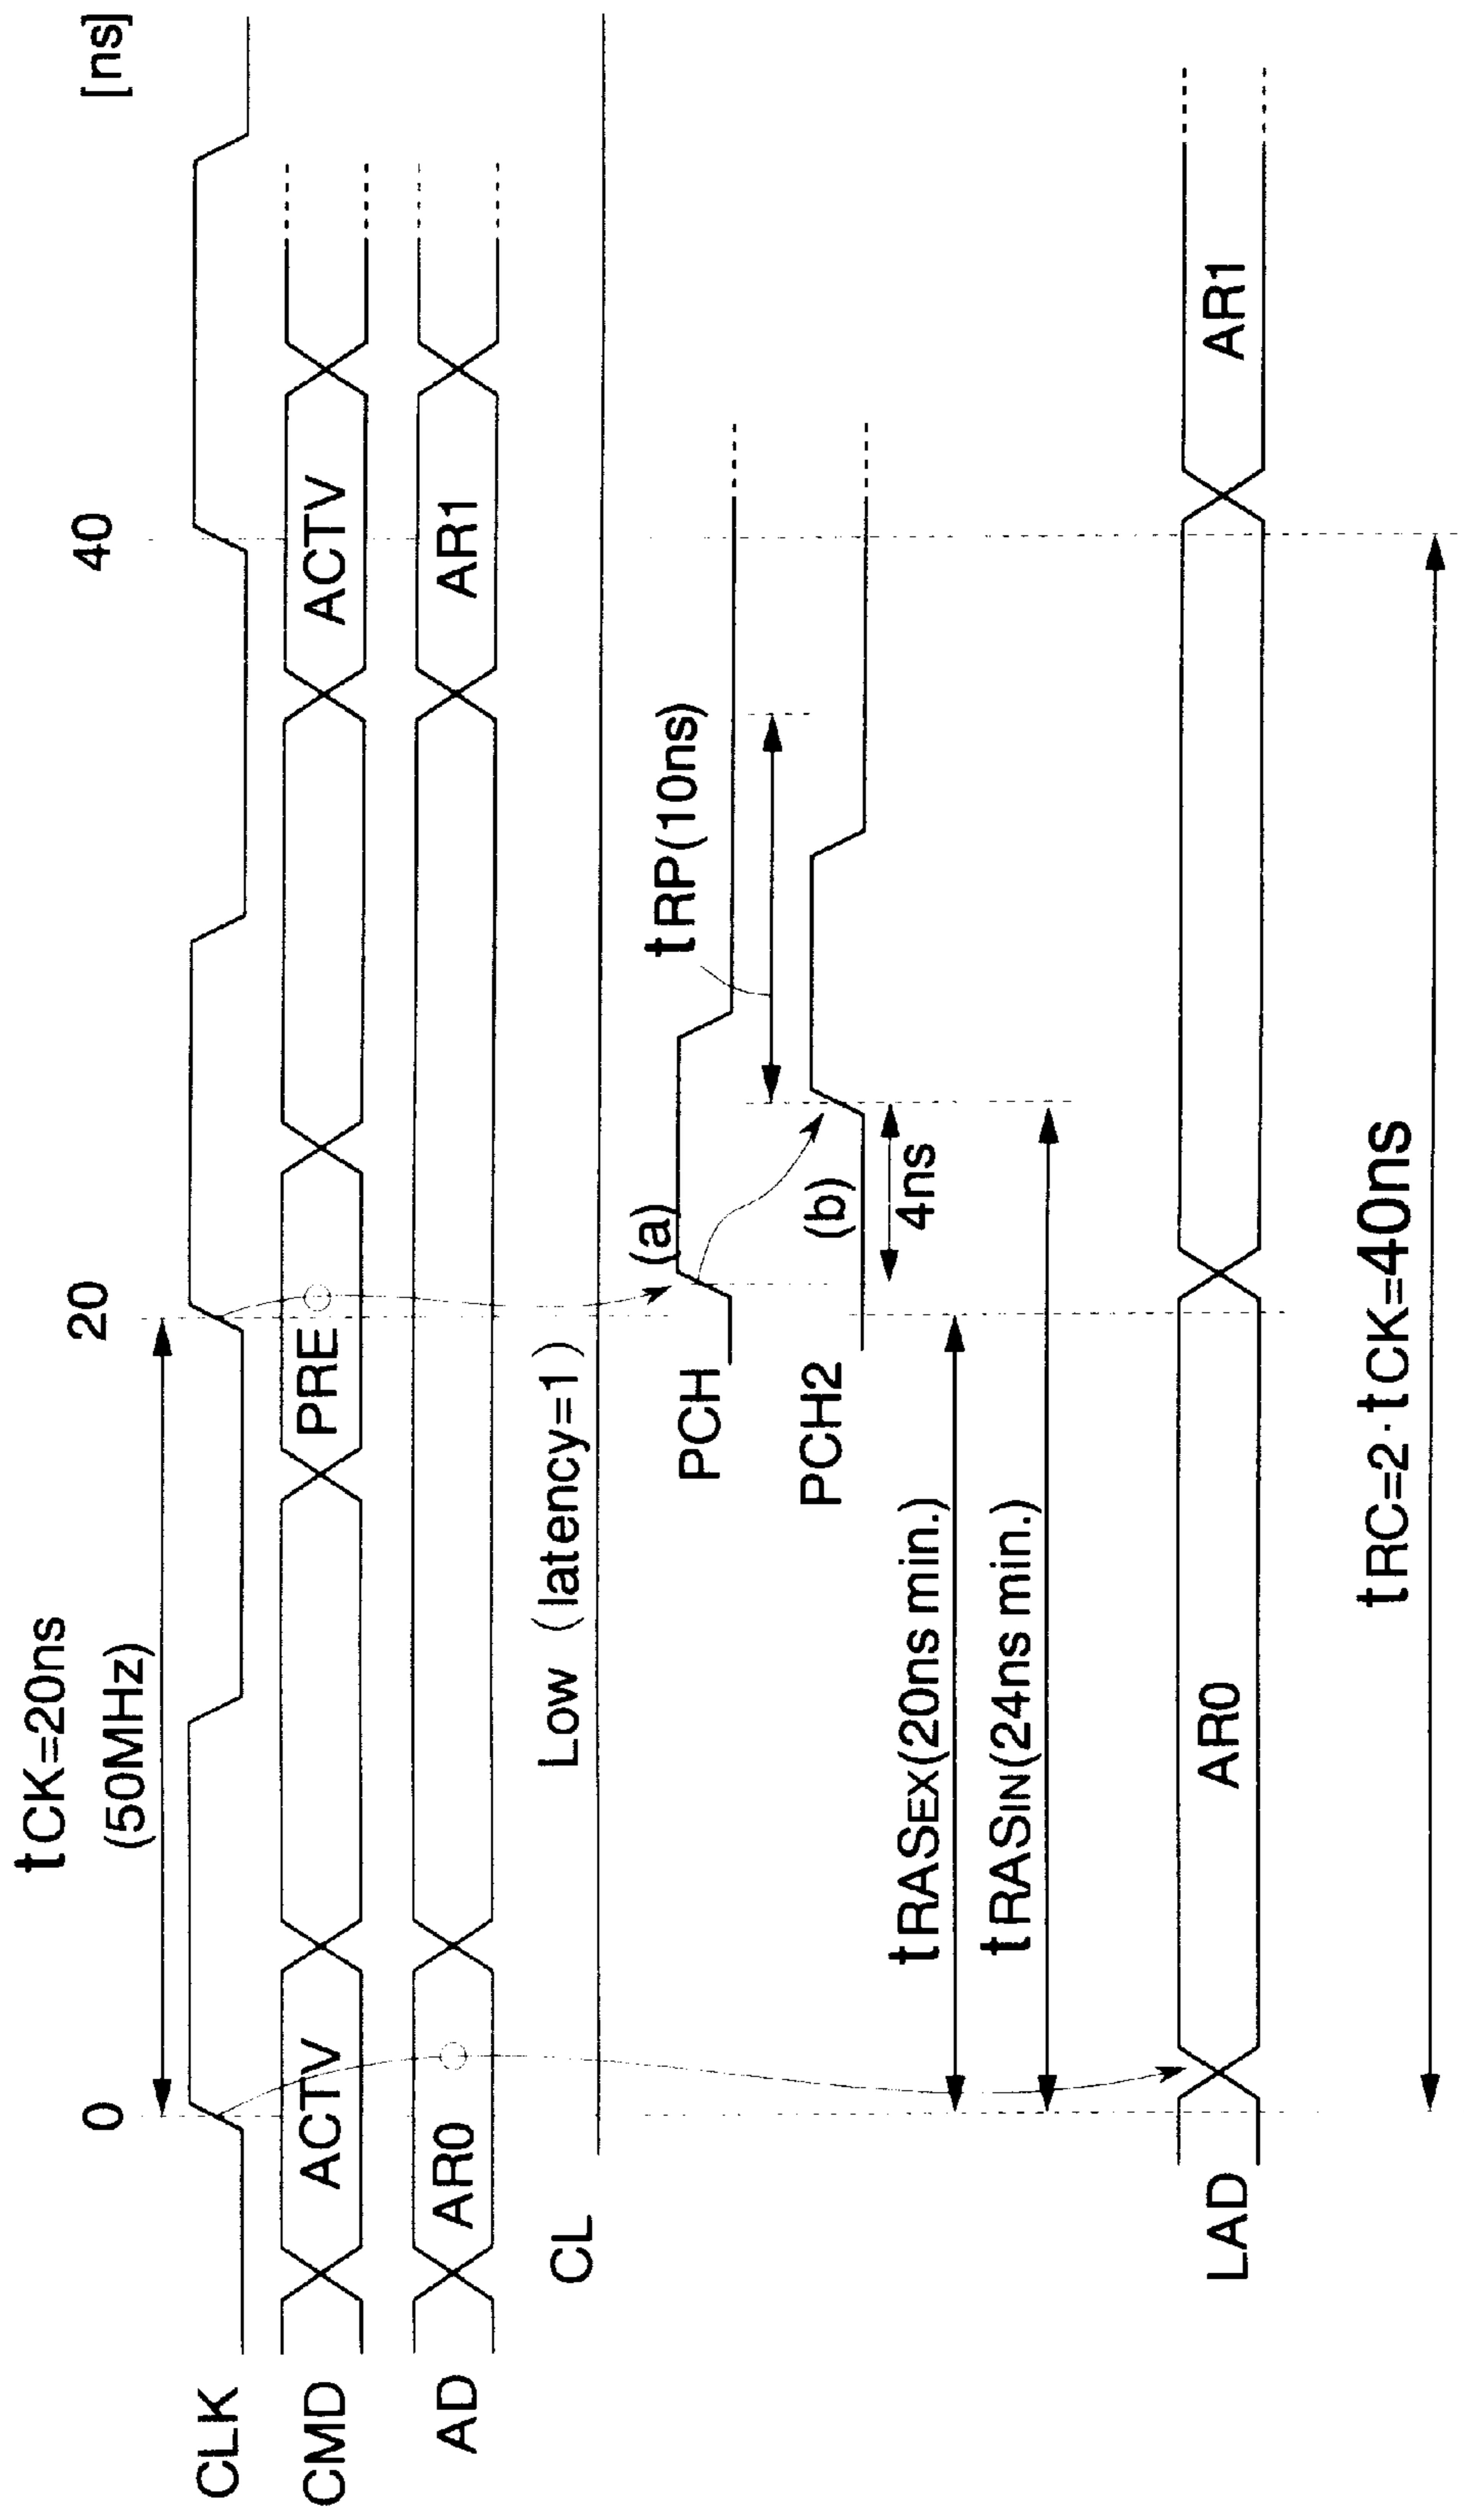 tCK=20ns
(50MHz)
0
20
40
[ns]
CLK
CMD
ACTV
PRE
ACTV
AD
AR0
AR1
CL
Low (latency=1)
PCH
(a)
tRP(10ns)
PCH2
(b)
4ns
tRASEX(20ns min.)
tRASIN(24ns min.)
LAD
AR0
AR1
tRC=2·tCK=40ns